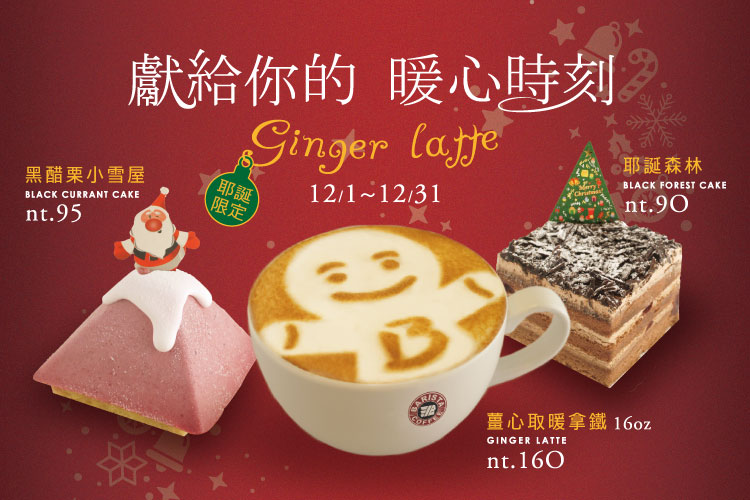 獻給你的 暖心時刻
Ginger latte
耶誕
限定
12/1~12/31
黑醋栗小雪屋
BLACK CURRANT CAKE
nt.95
耶誕森林
BLACK FOREST CAKE
nt.90
Merry
Christmas
B
BARISTA
COFFEE
薑心取暖拿鐵 16oz
GINGER LATTE
nt.160